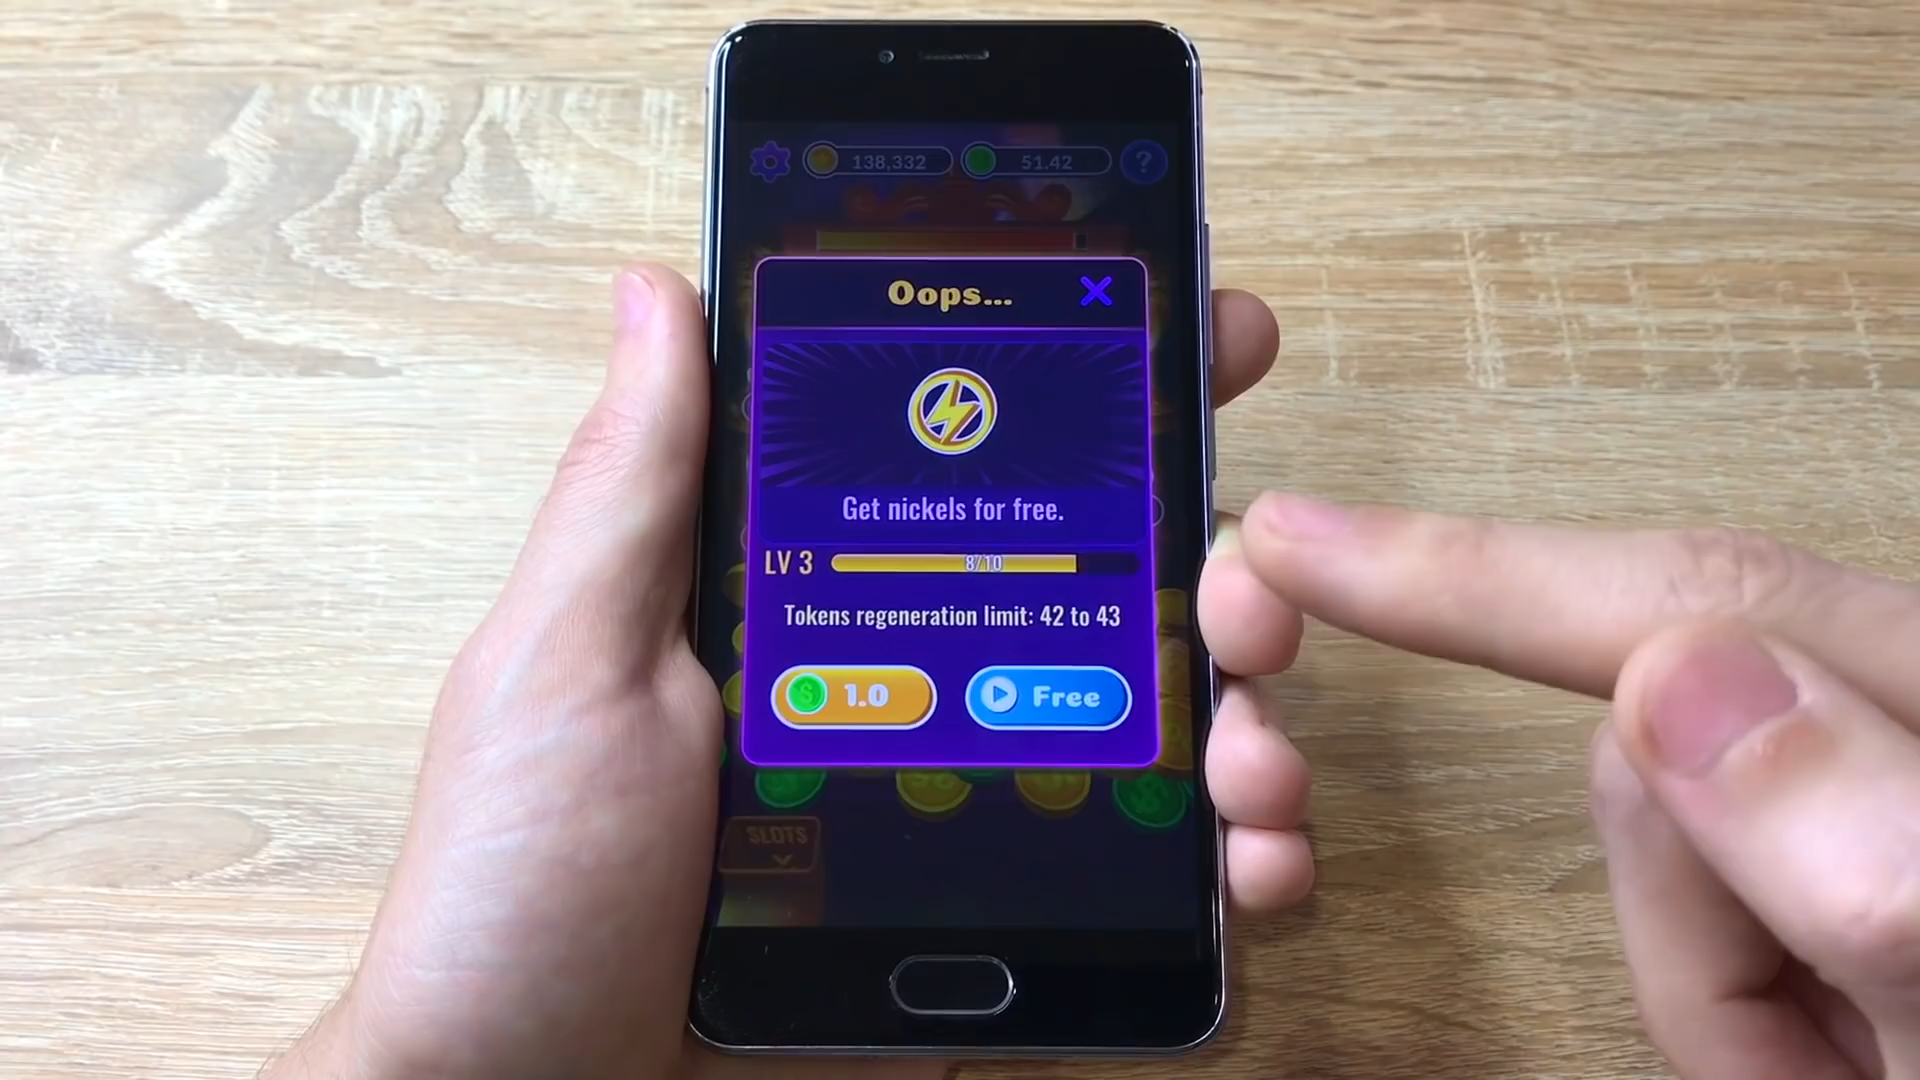 138,332
51.42
?
Oops...
Get nickels for free.
LV 3
8/10
Tokens regeneration limit: 42 to 43
$ 1.0
Free
SLOTS